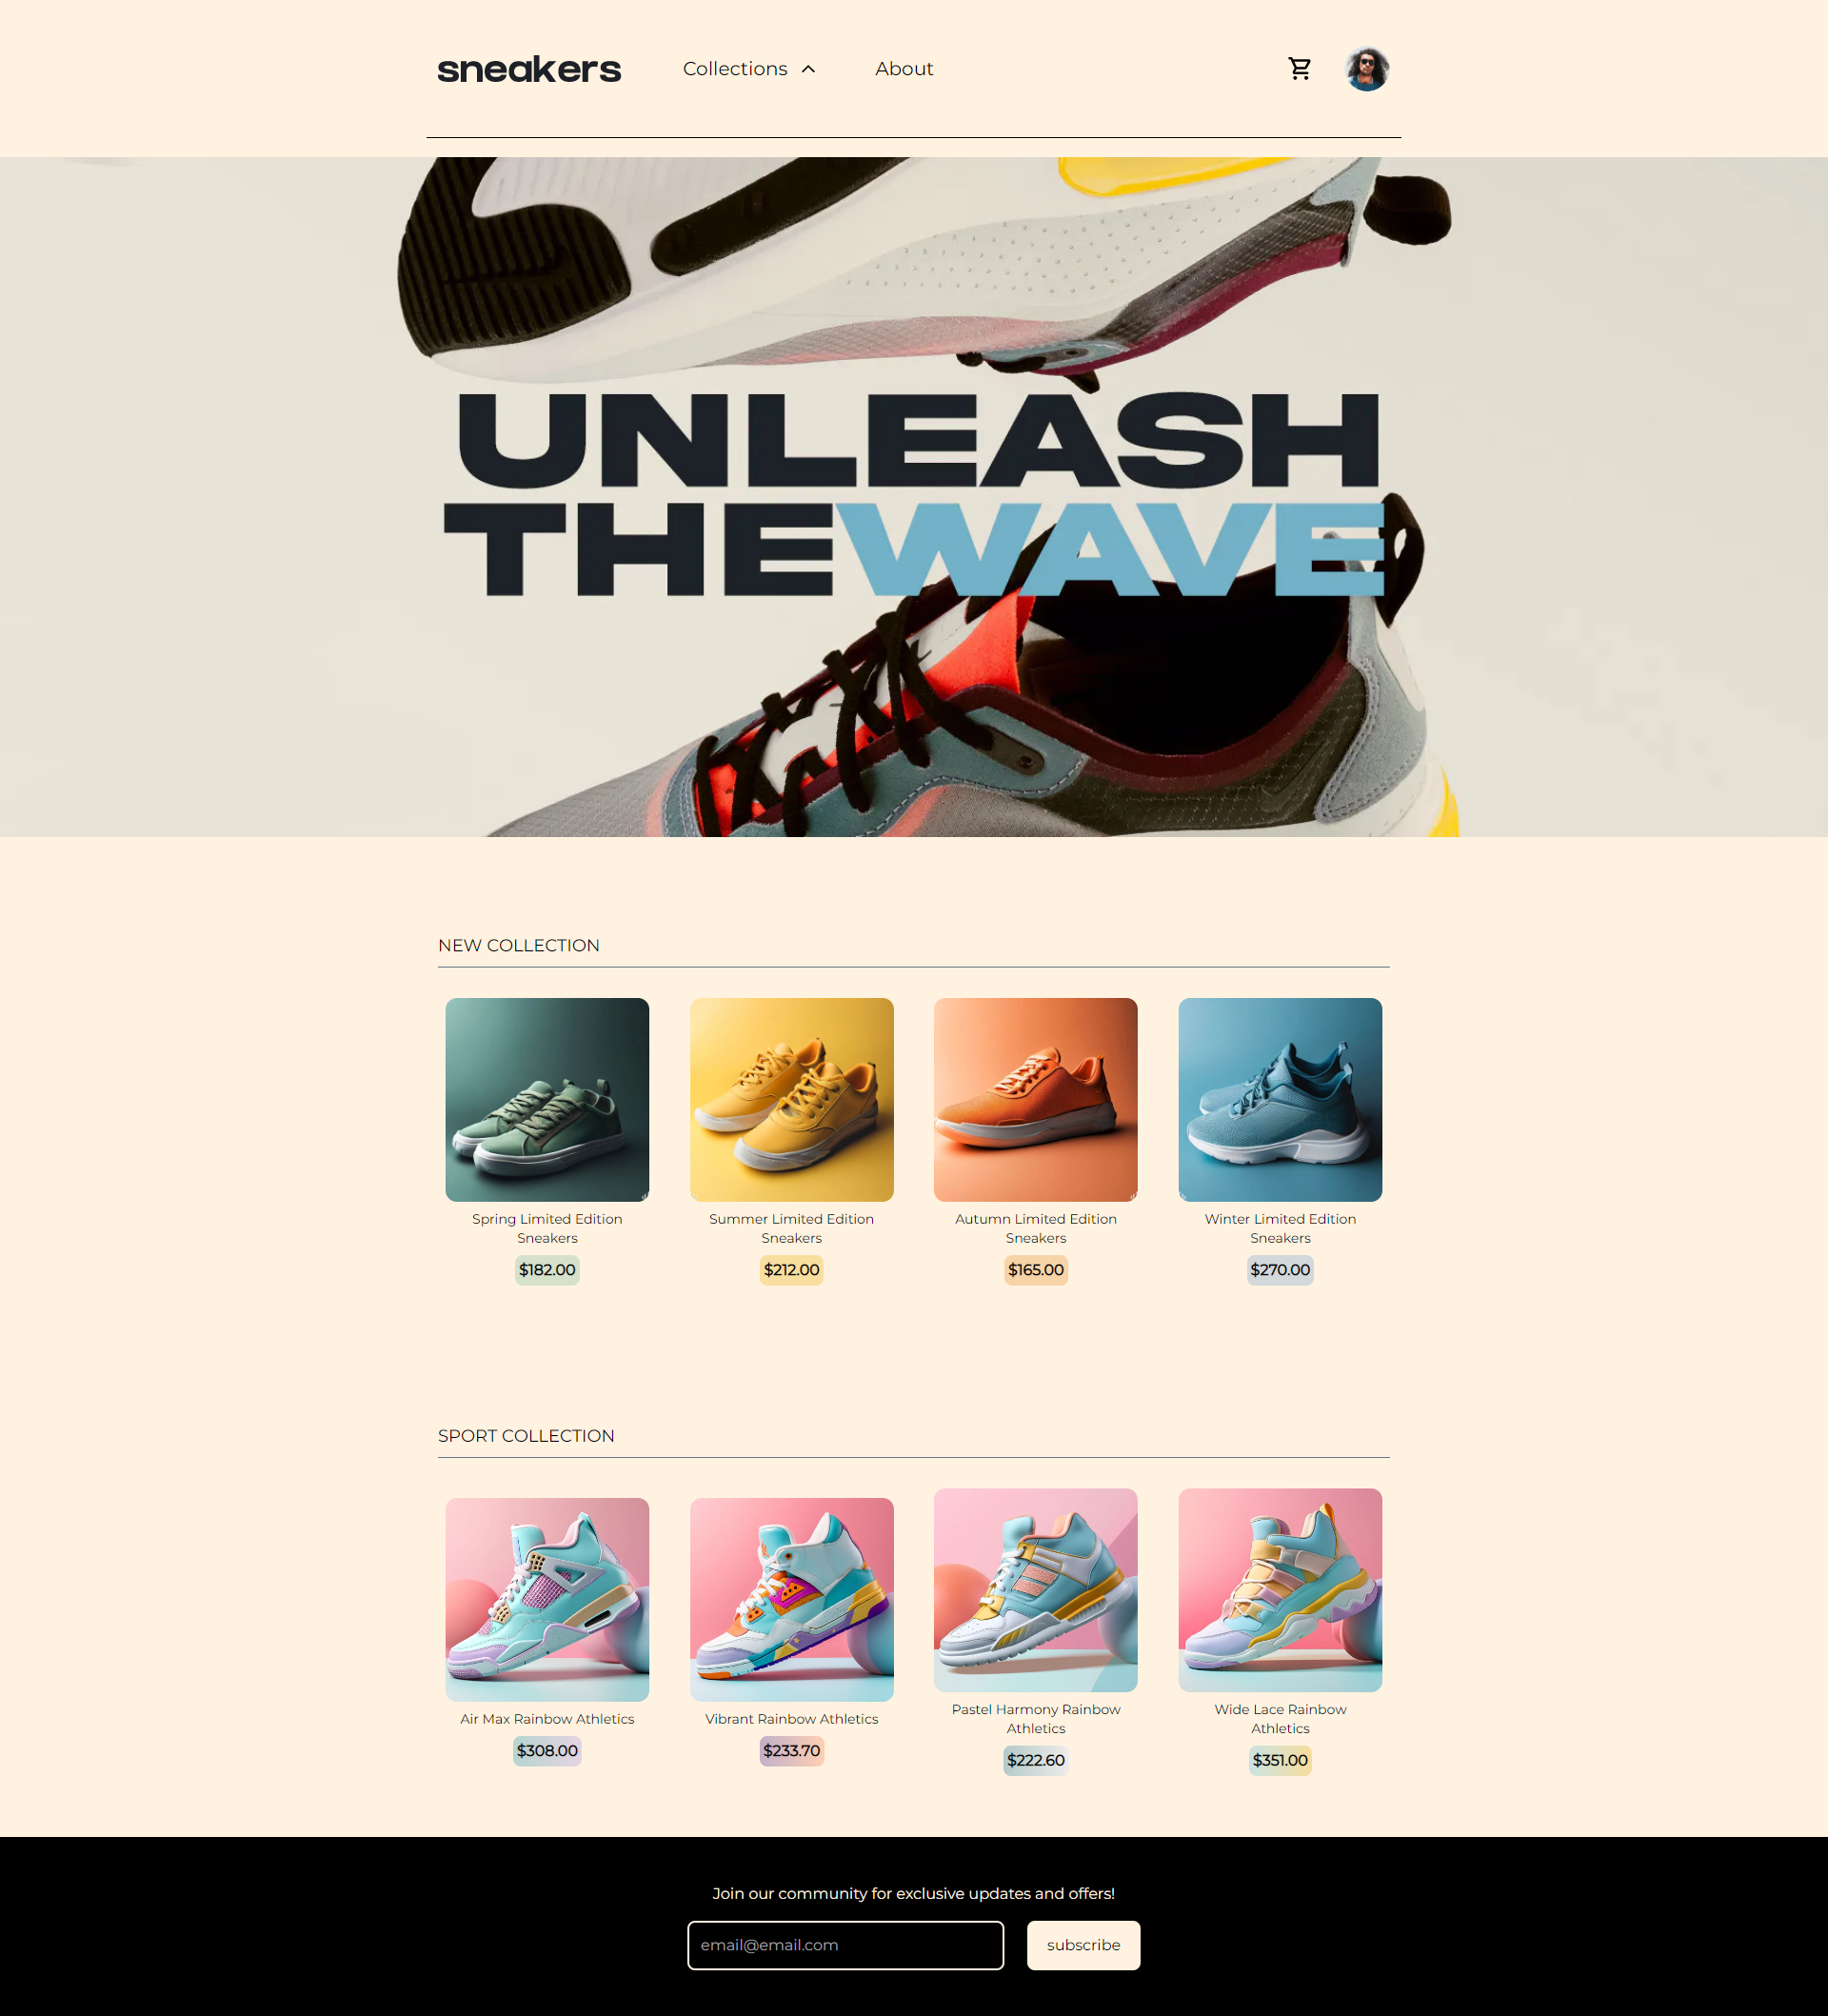 sneakers
Collections
About
UNLEASH
THEWAVE
NEW COLLECTION
Spring Limited Edition
Sneakers
$182.00
Summer Limited Edition
Sneakers
$212.00
Autumn Limited Edition
Sneakers
$165.00
Winter Limited Edition
Sneakers
$270.00
SPORT COLLECTION
Air Max Rainbow Athletics
$308.00
Vibrant Rainbow Athletics
$233.70
Pastel Harmony Rainbow
Athletics
$222.60
Wide Lace Rainbow
Athletics
$351.00
Join our community for exclusive updates and offers!
email@email.com
subscribe